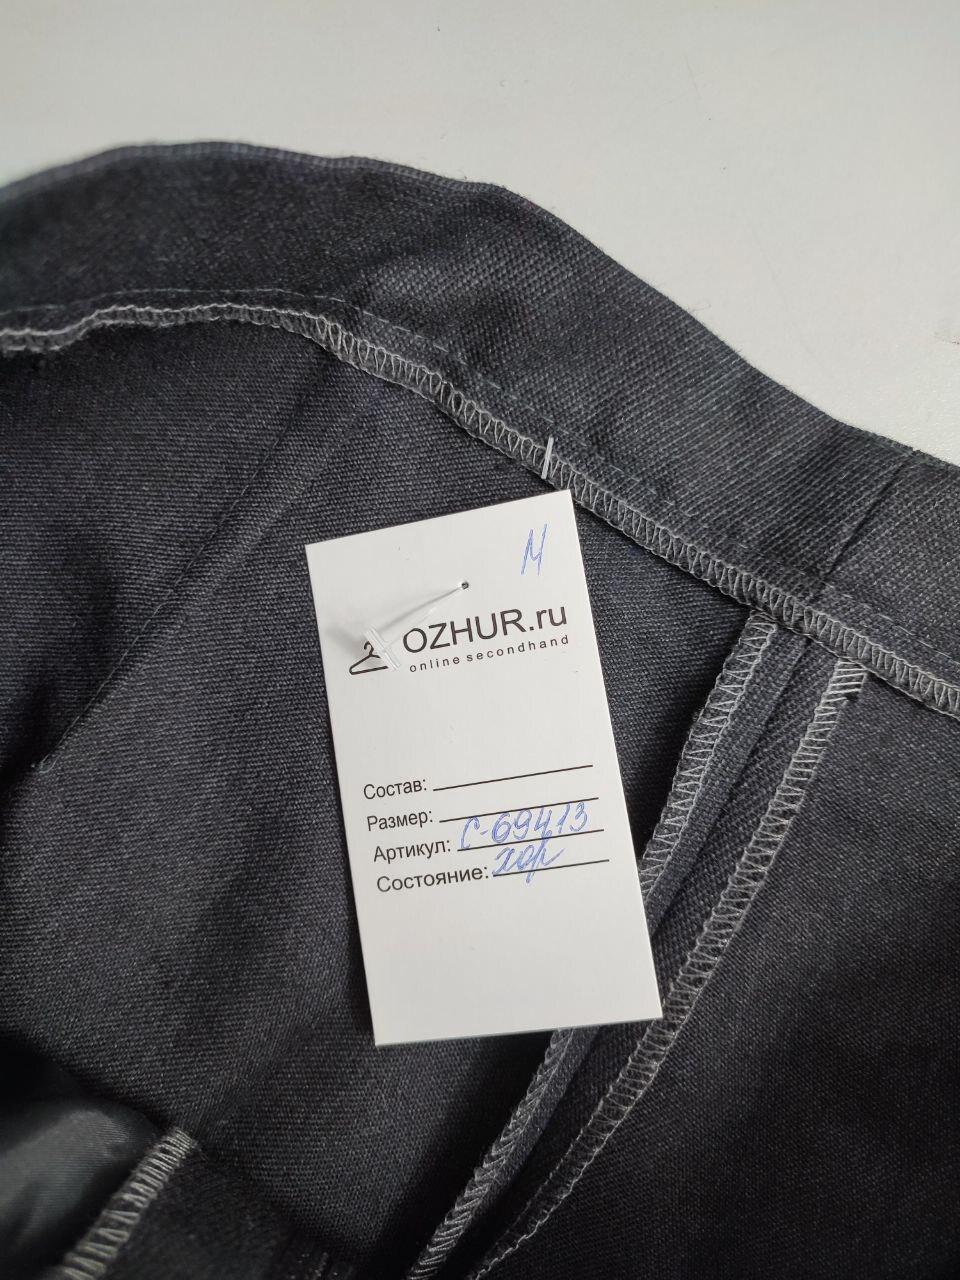 М
OZHUR.ru
online secondhand
Состав:
Размер:
Артикул: С-69413
Состояние: хор